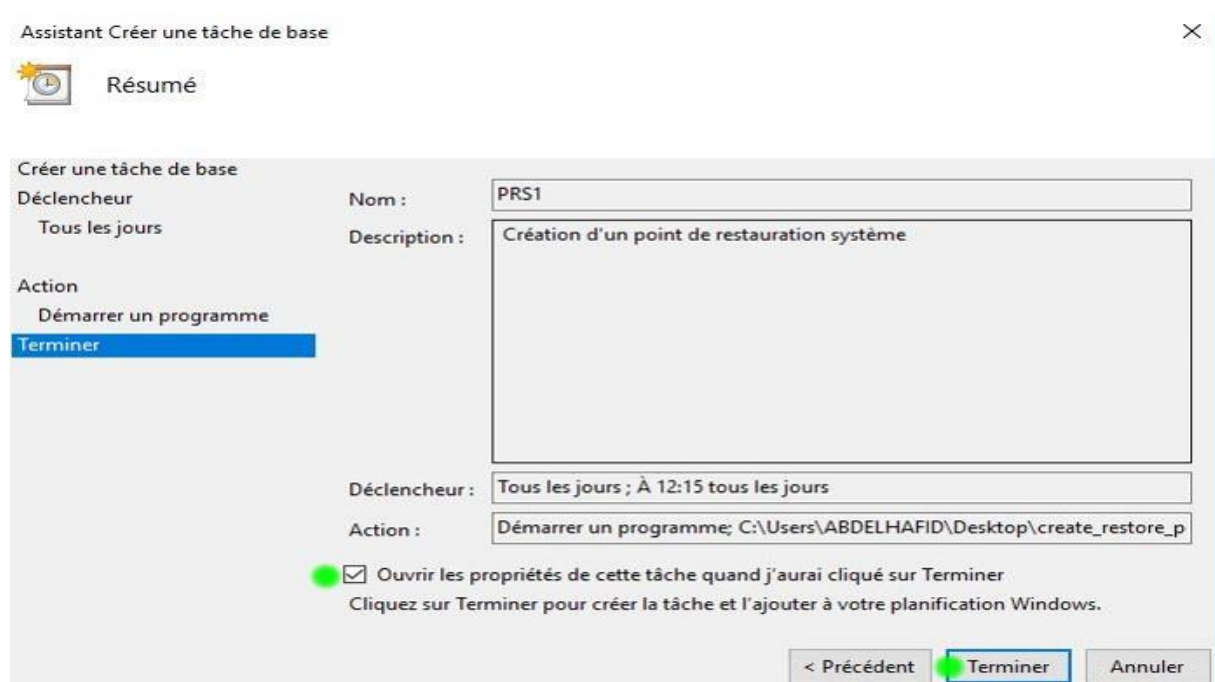 Assistant Créer une tâche de base
Résumé
Créer une tâche de base
Déclencheur
Tous les jours
Action
Démarrer un programme
Terminer
Nom :
PRS1
Description :
Création d'un point de restauration système
Déclencheur :
Tous les jours ; À 12:15 tous les jours
Action :
Démarrer un programme; C:\Users\ABDELHAFID\Desktop\create_restore_p
Ouvrir les propriétés de cette tâche quand j'aurai cliqué sur Terminer
Cliquez sur Terminer pour créer la tâche et l'ajouter à votre planification Windows.
< Précédent
Terminer
Annuler